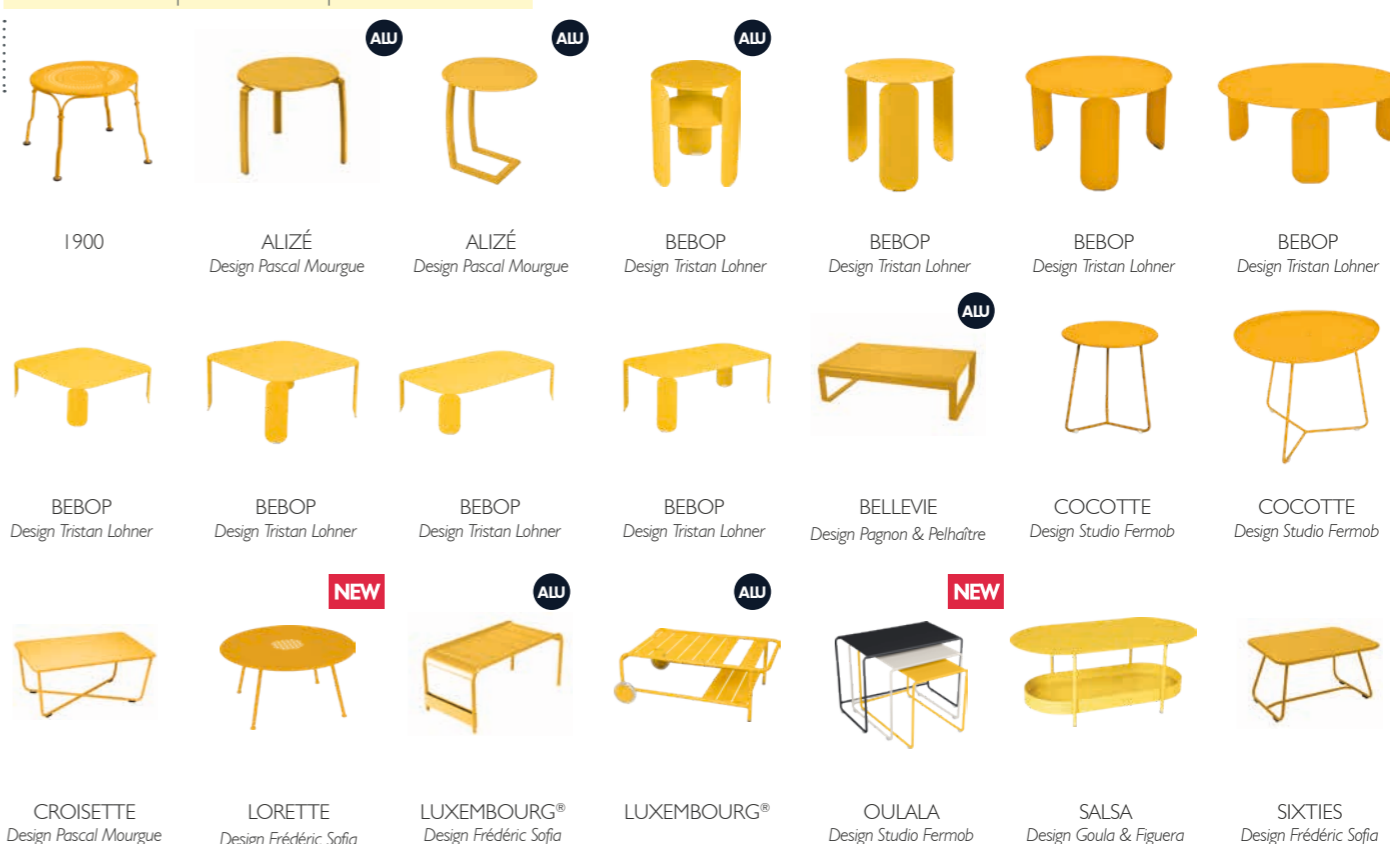 ALU
ALU
ALU
1900
ALIZÉ
Design Pascal Mourgue
ALIZÉ
Design Pascal Mourgue
BEBOP
Design Tristan Lohner
BEBOP
Design Tristan Lohner
BEBOP
Design Tristan Lohner
BEBOP
Design Tristan Lohner
ALU
BEBOP
Design Tristan Lohner
BEBOP
Design Tristan Lohner
BEBOP
Design Tristan Lohner
BEBOP
Design Tristan Lohner
BELLEVIE
Design Pagnon & Pelhaître
COCOTTE
Design Studio Fermob
COCOTTE
Design Studio Fermob
NEW
ALU
ALU
NEW
CROISETTE
Design Pascal Mourgue
LORETTE
Design Frédéric Sofia
LUXEMBOURG®
Design Frédéric Sofia
LUXEMBOURG®
OULALA
Design Studio Fermob
SALSA
Design Goula & Figuera
SIXTIES
Design Frédéric Sofia